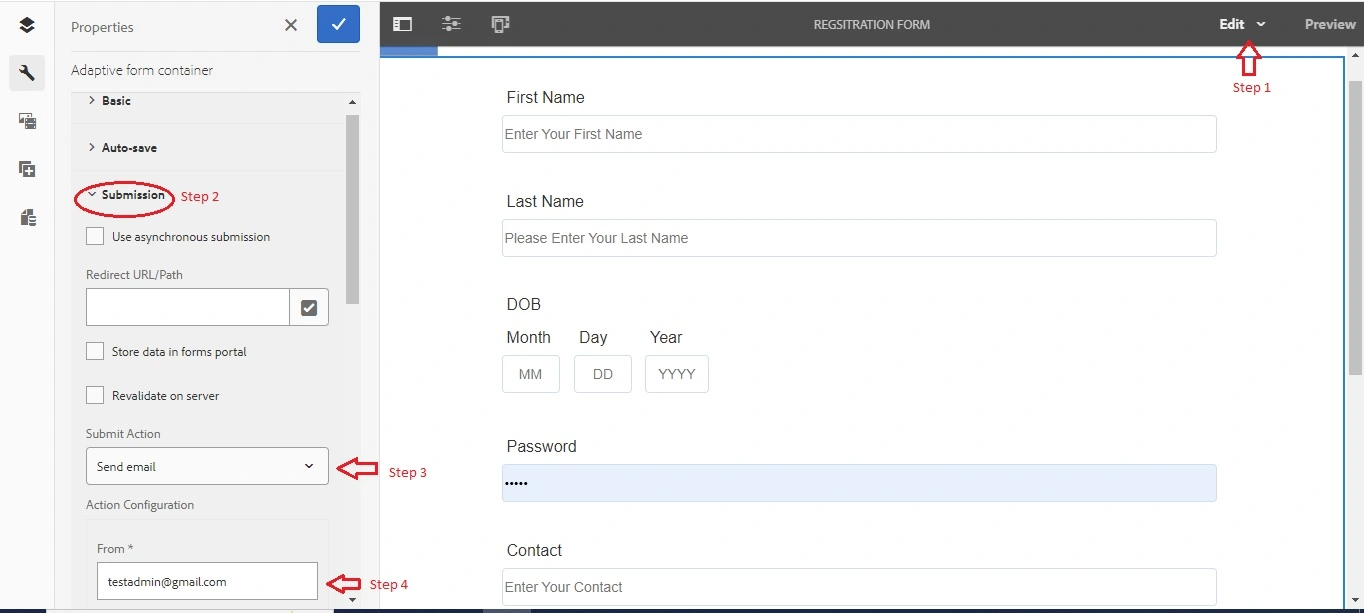 Properties
Adaptive form container
Basic
Auto-save
Submission
Step 2
Use asynchronous submission
Redirect URL/Path
Store data in forms portal
Revalidate on server
Submit Action
Send email
Step 3
Action Configuration
From *
testadmin@gmail.com
Step 4
REGSITRATION FORM
Edit
Preview
Step 1
First Name
Enter Your First Name
Last Name
Please Enter Your Last Name
DOB
Month Day Year
MM DD YYYY
Password
•••••
Contact
Enter Your Contact